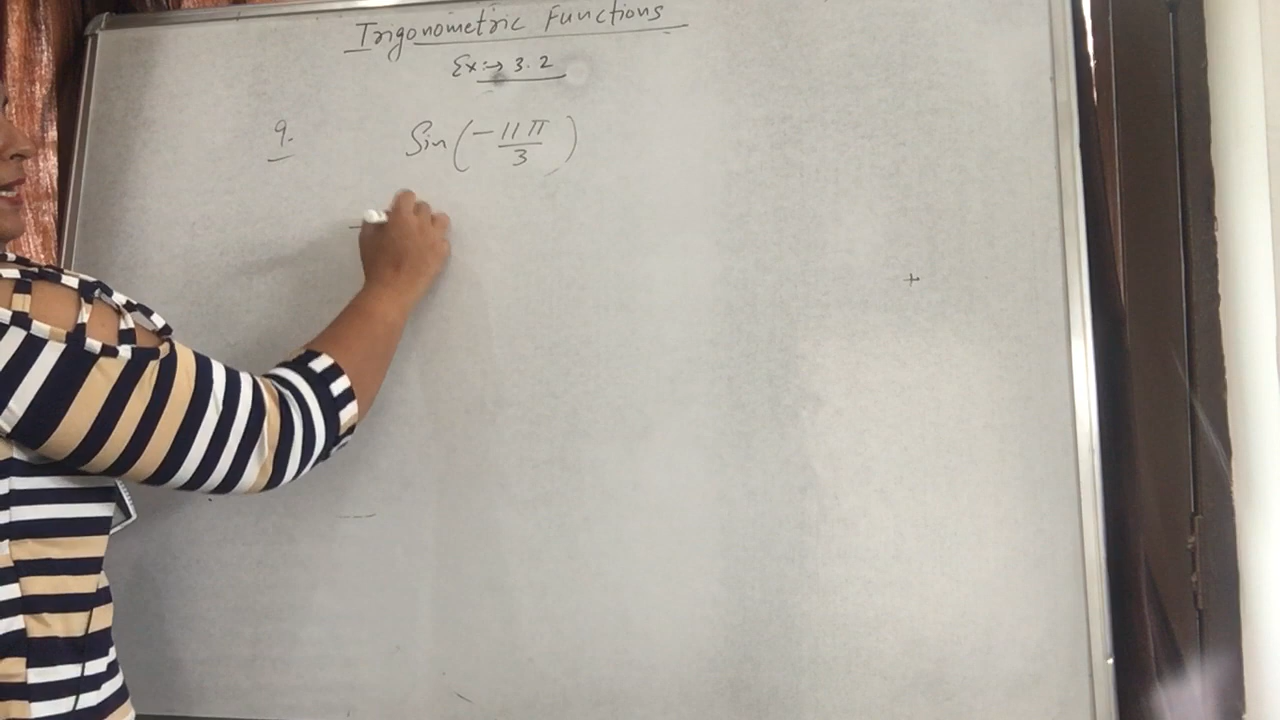 Trigonometric Functions
Ex:→ 3.2
9. Sin(-11π/3)